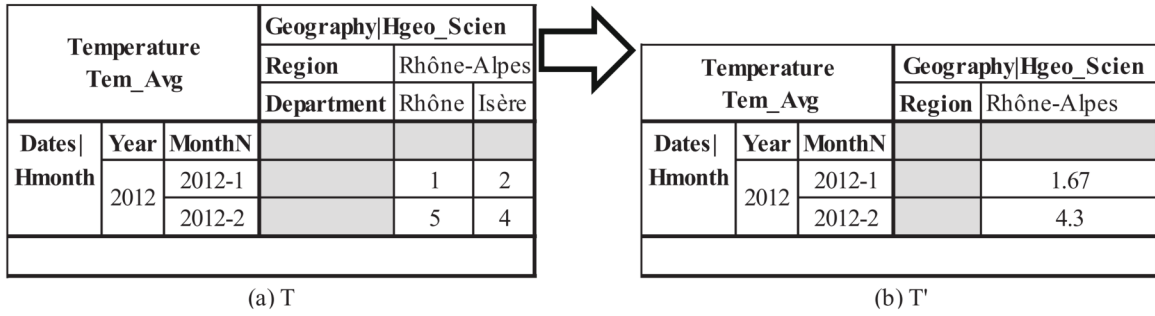 Temperature
Tem_Avg
Geography|Hgeo_Scien
Region Rhône-Alpes
Department Rhône Isère
Dates| Year MonthN
Hmonth 2012 2012-1 1 2
2012-2 5 4
(a) T
Temperature
Tem_Avg
Geography|Hgeo_Scien
Region Rhône-Alpes
Dates| Year MonthN
Hmonth 2012 2012-1 1.67
2012-2 4.3
(b) T'